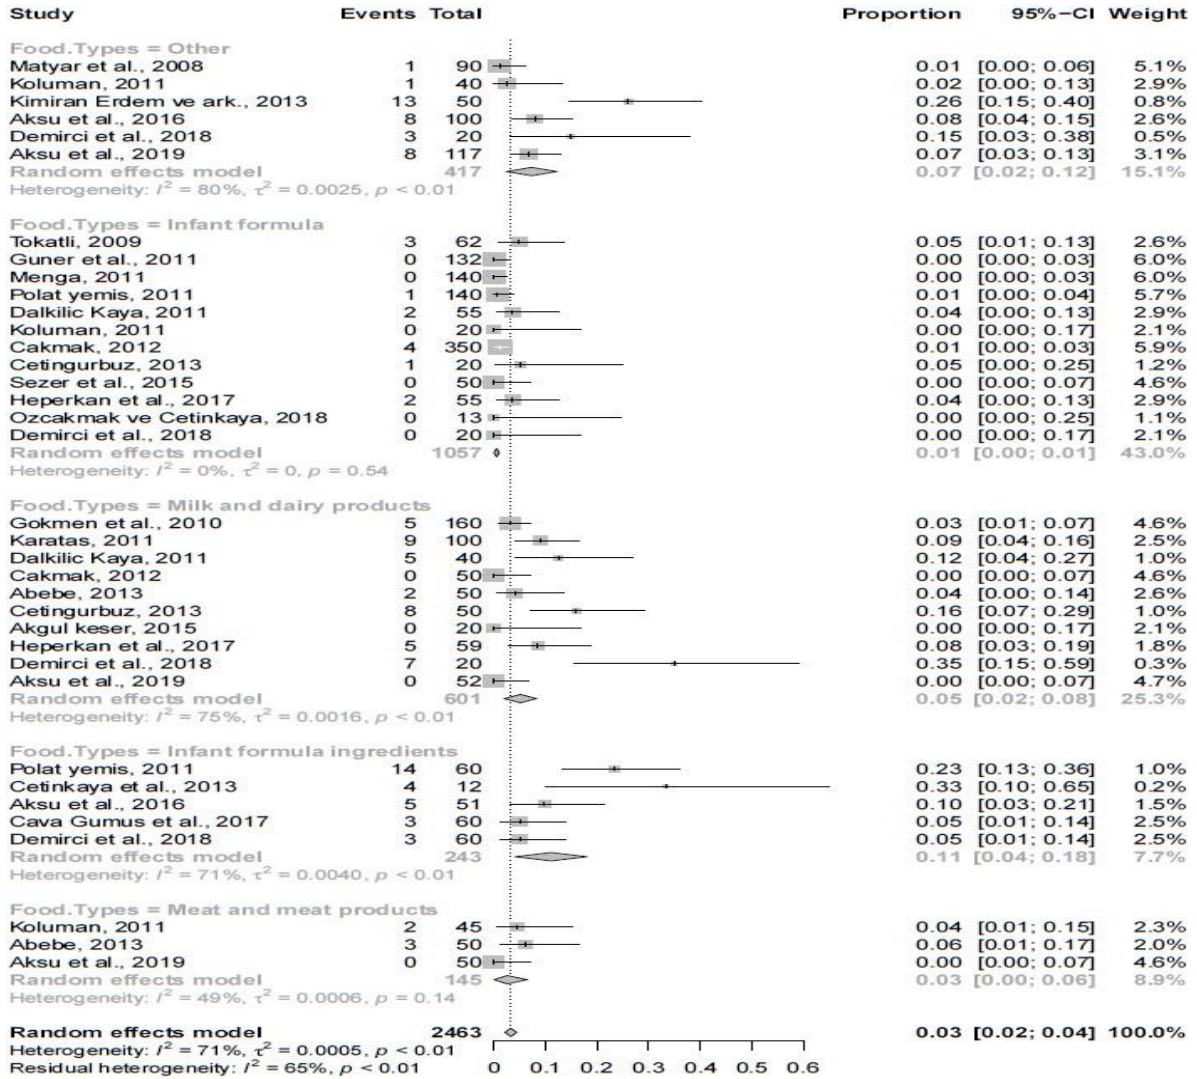 Study Events Total Proportion 95%−CI Weight
Food.Types = Other
Matyar et al., 2008 1 90 0.01 [0.00; 0.06] 5.1%
Koluman, 2011 1 40 0.02 [0.00; 0.13] 2.9%
Kimiran Erdem ve ark., 2013 13 50 0.26 [0.15; 0.40] 0.8%
Aksu et al., 2016 8 100 0.08 [0.04; 0.15] 2.6%
Demirci et al., 2018 3 20 0.15 [0.03; 0.38] 0.5%
Aksu et al., 2019 8 117 0.07 [0.03; 0.13] 3.1%
Random effects model 417 0.07 [0.02; 0.12] 15.1%
Heterogeneity: I² = 80%, τ² = 0.0025, p < 0.01
Food.Types = Infant formula
Tokatli, 2009 3 62 0.05 [0.01; 0.13] 2.6%
Guner et al., 2011 0 132 0.00 [0.00; 0.03] 6.0%
Menga, 2011 0 140 0.00 [0.00; 0.03] 6.0%
Polat yemis, 2011 1 140 0.01 [0.00; 0.04] 5.7%
Dalkilic Kaya, 2011 2 55 0.04 [0.00; 0.13] 2.9%
Koluman, 2011 0 20 0.00 [0.00; 0.17] 2.1%
Cakmak, 2012 4 350 0.01 [0.00; 0.03] 5.9%
Cetingurbuz, 2013 1 20 0.05 [0.00; 0.25] 1.2%
Sezer et al., 2015 0 50 0.00 [0.00; 0.07] 4.6%
Heperkan et al., 2017 2 55 0.04 [0.00; 0.13] 2.9%
Ozcakmak ve Cetinkaya, 2018 0 13 0.00 [0.00; 0.25] 1.1%
Demirci et al., 2018 0 20 0.00 [0.00; 0.17] 2.1%
Random effects model 1057 0.01 [0.00; 0.01] 43.0%
Heterogeneity: I² = 0%, τ² = 0, p = 0.54
Food.Types = Milk and dairy products
Gokmen et al., 2010 5 160 0.03 [0.01; 0.07] 4.6%
Karatas, 2011 9 100 0.09 [0.04; 0.16] 2.5%
Dalkilic Kaya, 2011 5 40 0.12 [0.04; 0.27] 1.0%
Cakmak, 2012 0 50 0.00 [0.00; 0.07] 4.6%
Abebe, 2013 2 50 0.04 [0.00; 0.14] 2.6%
Cetingurbuz, 2013 8 50 0.16 [0.07; 0.29] 1.0%
Akgul keser, 2015 0 20 0.00 [0.00; 0.17] 2.1%
Heperkan et al., 2017 5 59 0.08 [0.03; 0.19] 1.8%
Demirci et al., 2018 7 20 0.35 [0.15; 0.59] 0.3%
Aksu et al., 2019 0 52 0.00 [0.00; 0.07] 4.7%
Random effects model 601 0.05 [0.02; 0.08] 25.3%
Heterogeneity: I² = 75%, τ² = 0.0016, p < 0.01
Food.Types = Infant formula ingredients
Polat yemis, 2011 14 60 0.23 [0.13; 0.36] 1.0%
Cetinkaya et al., 2013 4 12 0.33 [0.10; 0.65] 0.2%
Aksu et al., 2016 5 51 0.10 [0.03; 0.21] 1.5%
Cava Gumus et al., 2017 3 60 0.05 [0.01; 0.14] 2.5%
Demirci et al., 2018 3 60 0.05 [0.01; 0.14] 2.5%
Random effects model 243 0.11 [0.04; 0.18] 7.7%
Heterogeneity: I² = 71%, τ² = 0.0040, p < 0.01
Food.Types = Meat and meat products
Koluman, 2011 2 45 0.04 [0.01; 0.15] 2.3%
Abebe, 2013 3 50 0.06 [0.01; 0.17] 2.0%
Aksu et al., 2019 0 50 0.00 [0.00; 0.07] 4.6%
Random effects model 145 0.03 [0.00; 0.06] 8.9%
Heterogeneity: I² = 49%, τ² = 0.0006, p = 0.14
Random effects model 2463 0.03 [0.02; 0.04] 100.0%
Heterogeneity: I² = 71%, τ² = 0.0005, p < 0.01
Residual heterogeneity: I² = 65%, p < 0.01
0 0.1 0.2 0.3 0.4 0.5 0.6